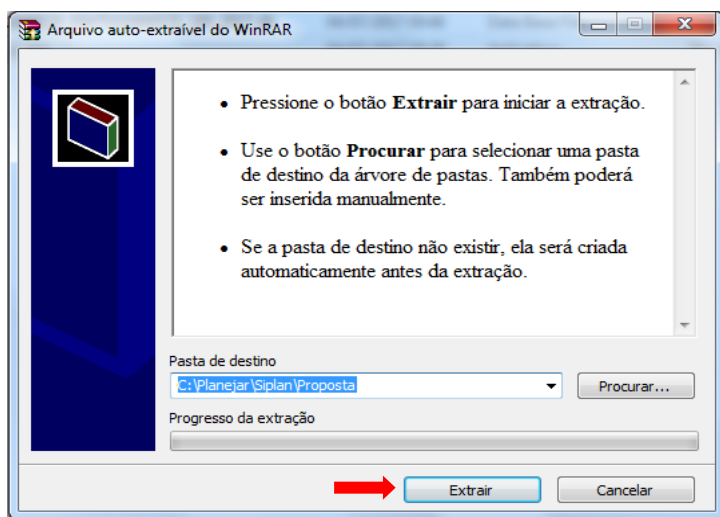 Arquivo auto-extraível do WinRAR
• Pressione o botão Extrair para iniciar a extração.
• Use o botão Procurar para selecionar uma pasta
de destino da árvore de pastas. Também poderá
ser inserida manualmente.
• Se a pasta de destino não existir, ela será criada
automaticamente antes da extração.
Pasta de destino
C:\Planejar\Siplan\Proposta
Procurar...
Progresso da extração
Extrair
Cancelar